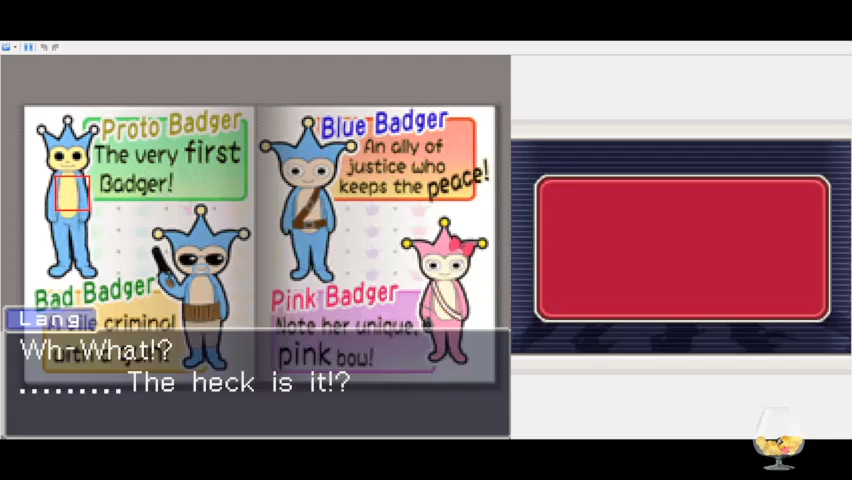 Proto Badger
The very first
Badger!
Blue Badger
An ally of
justice who
keeps the peace!
Bad Badger
criminal
Pink Badger
Note her unique,
pink bow!
Lang
Wh-What!?
.........The heck is it!?